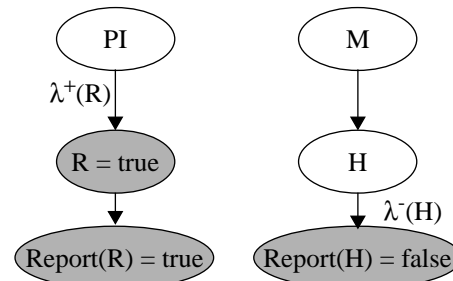 PI
λ⁺(R)
R = true
Report(R) = true
M
H
λ⁻(H)
Report(H) = false